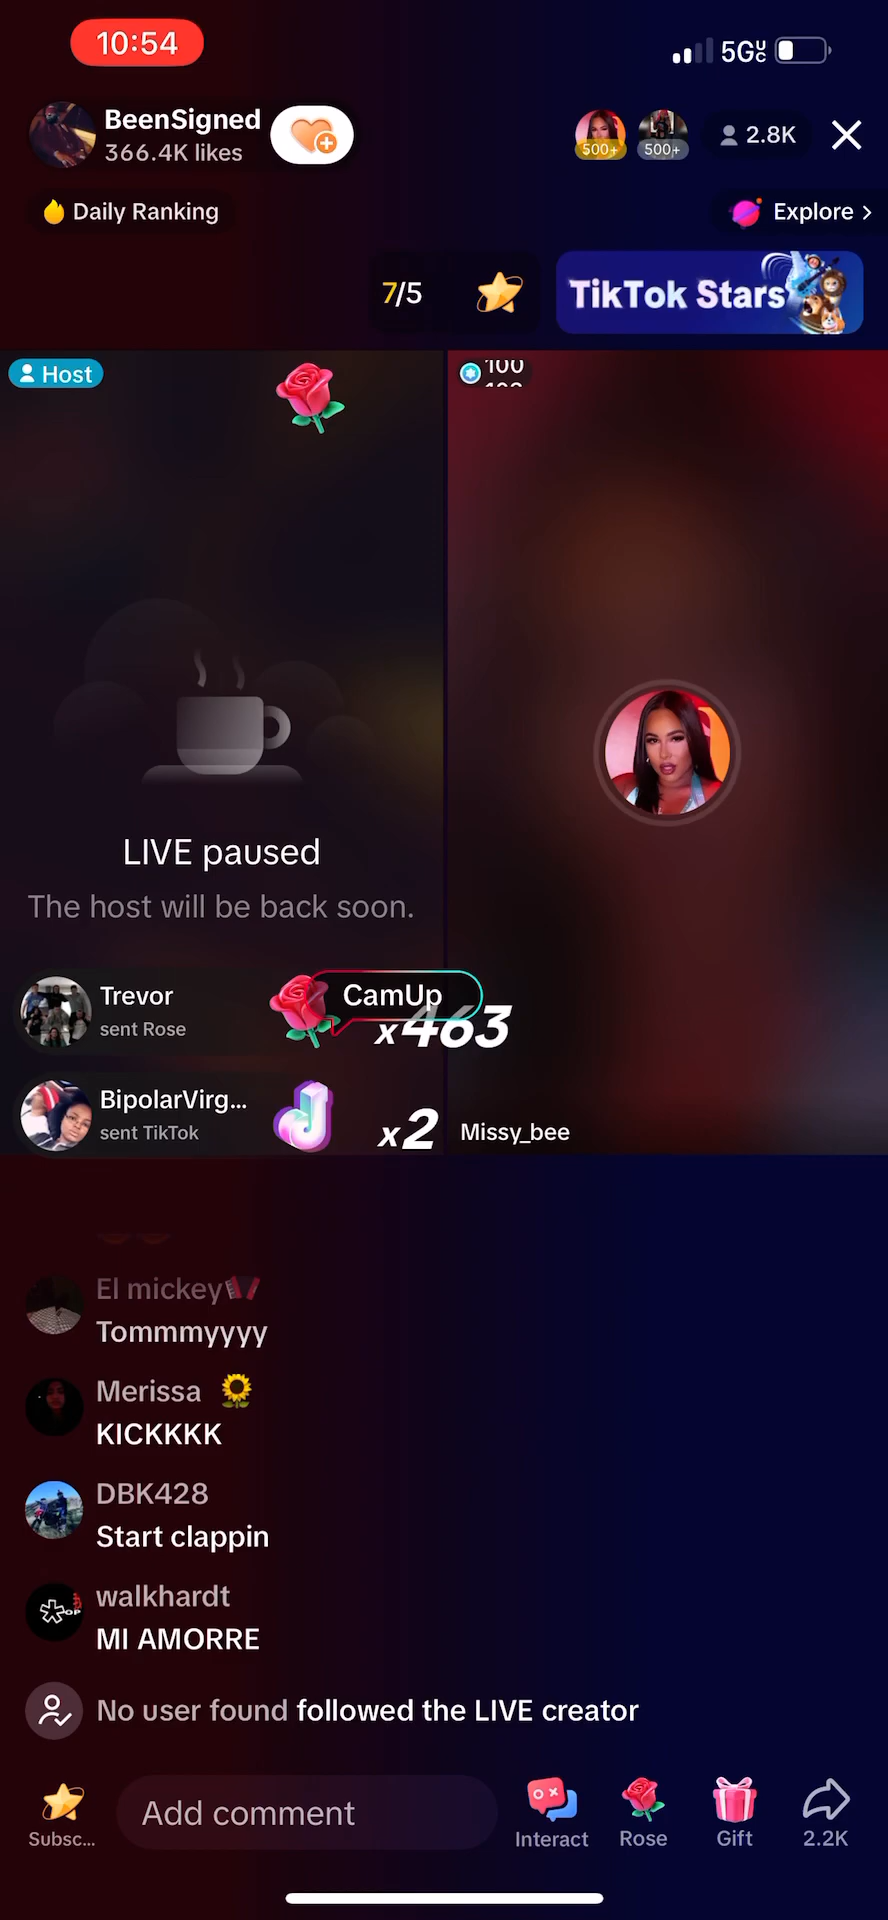 10:54
5GUC
BeenSigned
366.4K likes
500+
500+
2.8K
Daily Ranking
Explore >
7/5
TikTok Stars
Host
100
LIVE paused
The host will be back soon.
Trevor
sent Rose
CamUp
x463
BipolarVirg...
sent TikTok
x2
Missy_bee
El mickey
Tommmyyyy
Merissa
KICKKKK
DBK428
Start clappin
walkhardt
MI AMORRE
No user found followed the LIVE creator
Subsc...
Add comment
Interact
Rose
Gift
2.2K